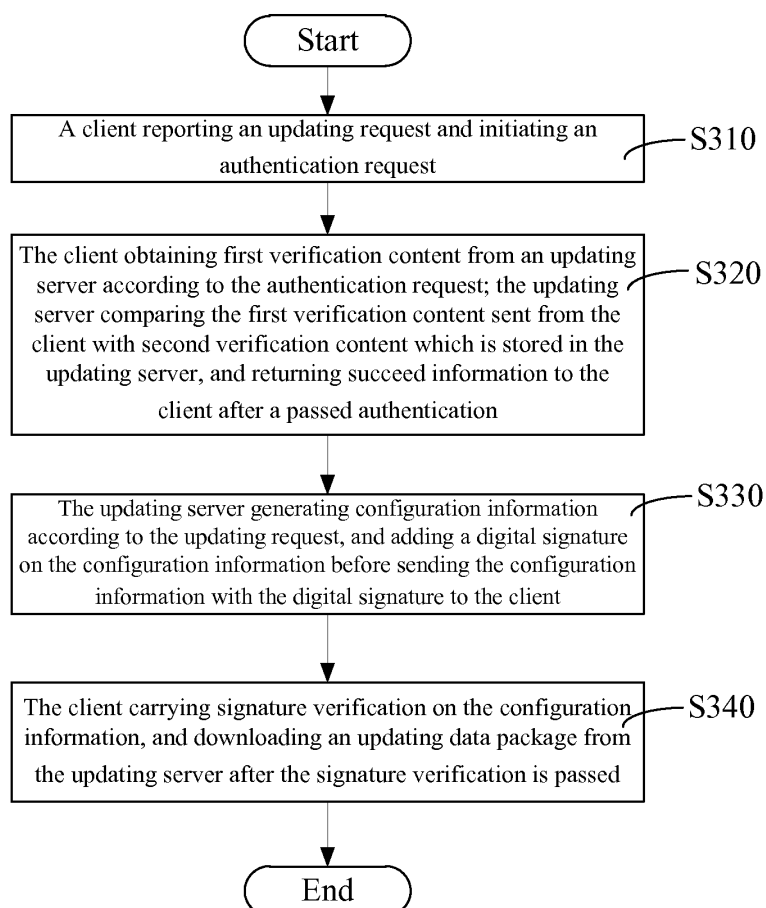 Start
A client reporting an updating request and initiating an
authentication request
S310
The client obtaining first verification content from an updating
server according to the authentication request; the updating
server comparing the first verification content sent from the
client with second verification content which is stored in the
updating server, and returning succeed information to the
client after a passed authentication
S320
The updating server generating configuration information
according to the updating request, and adding a digital signature
on the configuration information before sending the configuration
information with the digital signature to the client
S330
The client carrying signature verification on the configuration
information, and downloading an updating data package from
the updating server after the signature verification is passed
S340
End